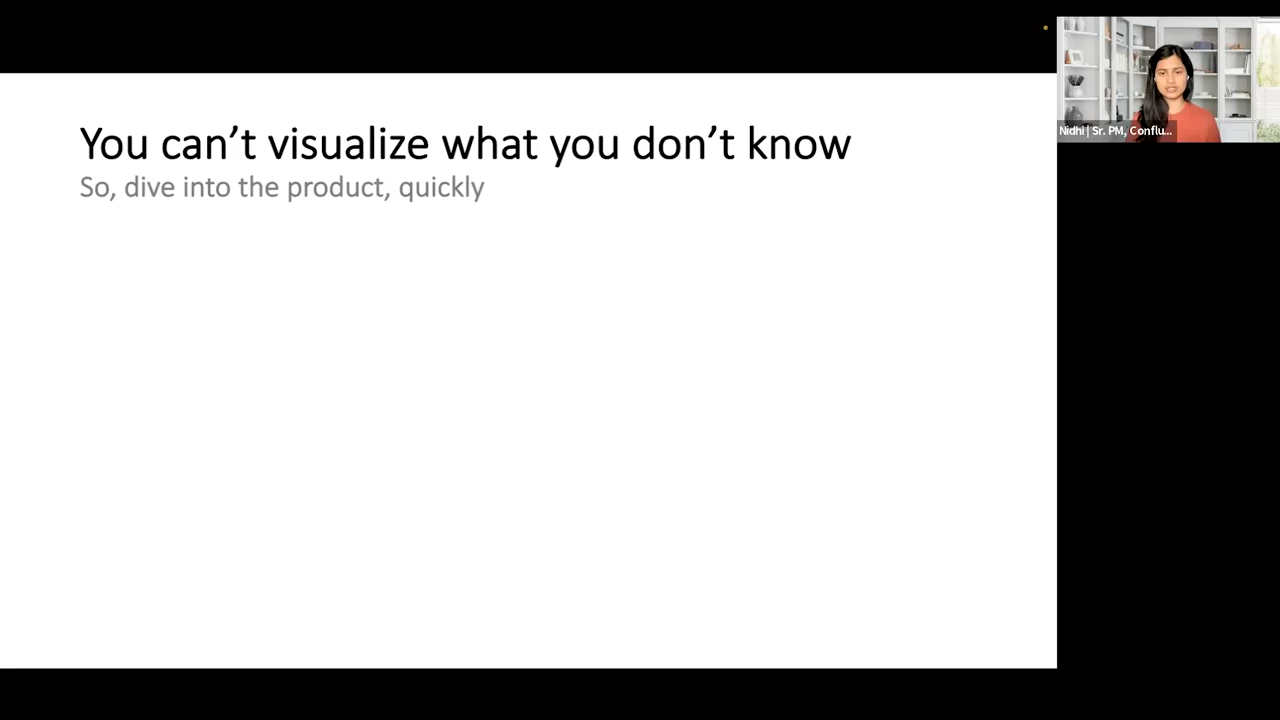 You can’t visualize what you don’t know
So, dive into the product, quickly
Nidhi | Sr. PM, Conflu...